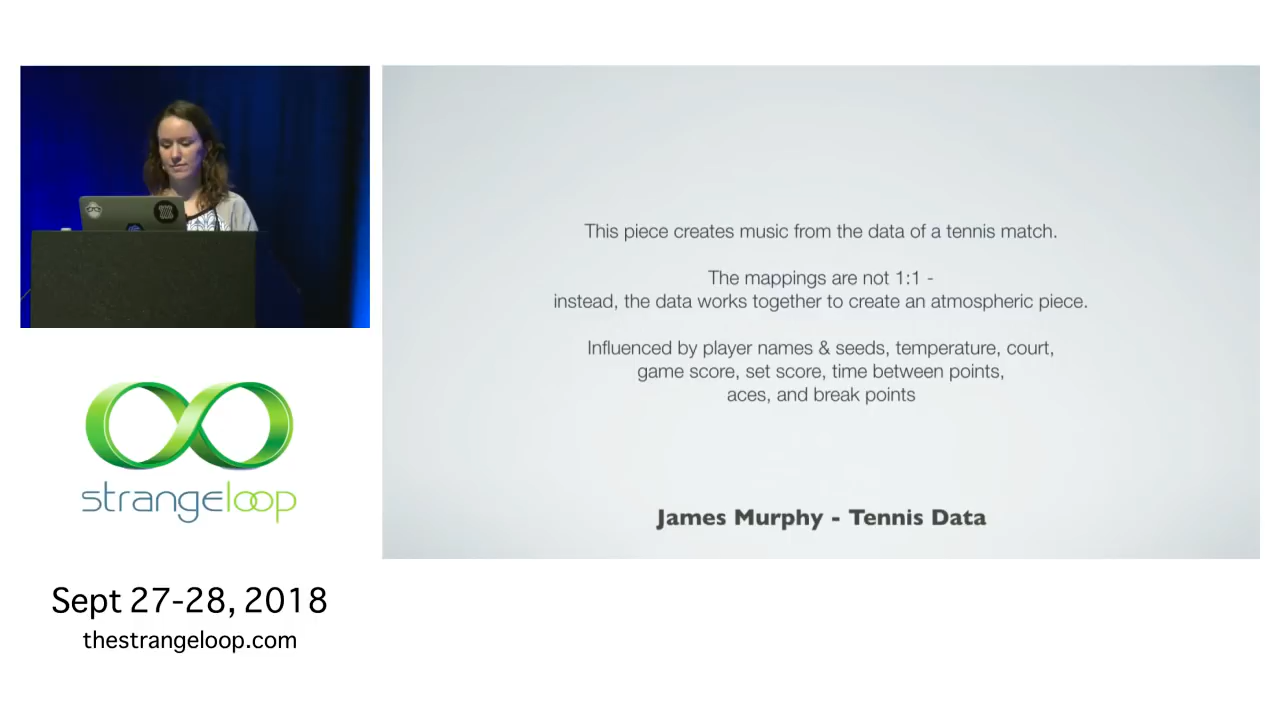 This piece creates music from the data of a tennis match.
The mappings are not 1:1 -
instead, the data works together to create an atmospheric piece.
Influenced by player names & seeds, temperature, court,
game score, set score, time between points,
aces, and break points
James Murphy - Tennis Data
strangeloop
Sept 27-28, 2018
thestrangeloop.com